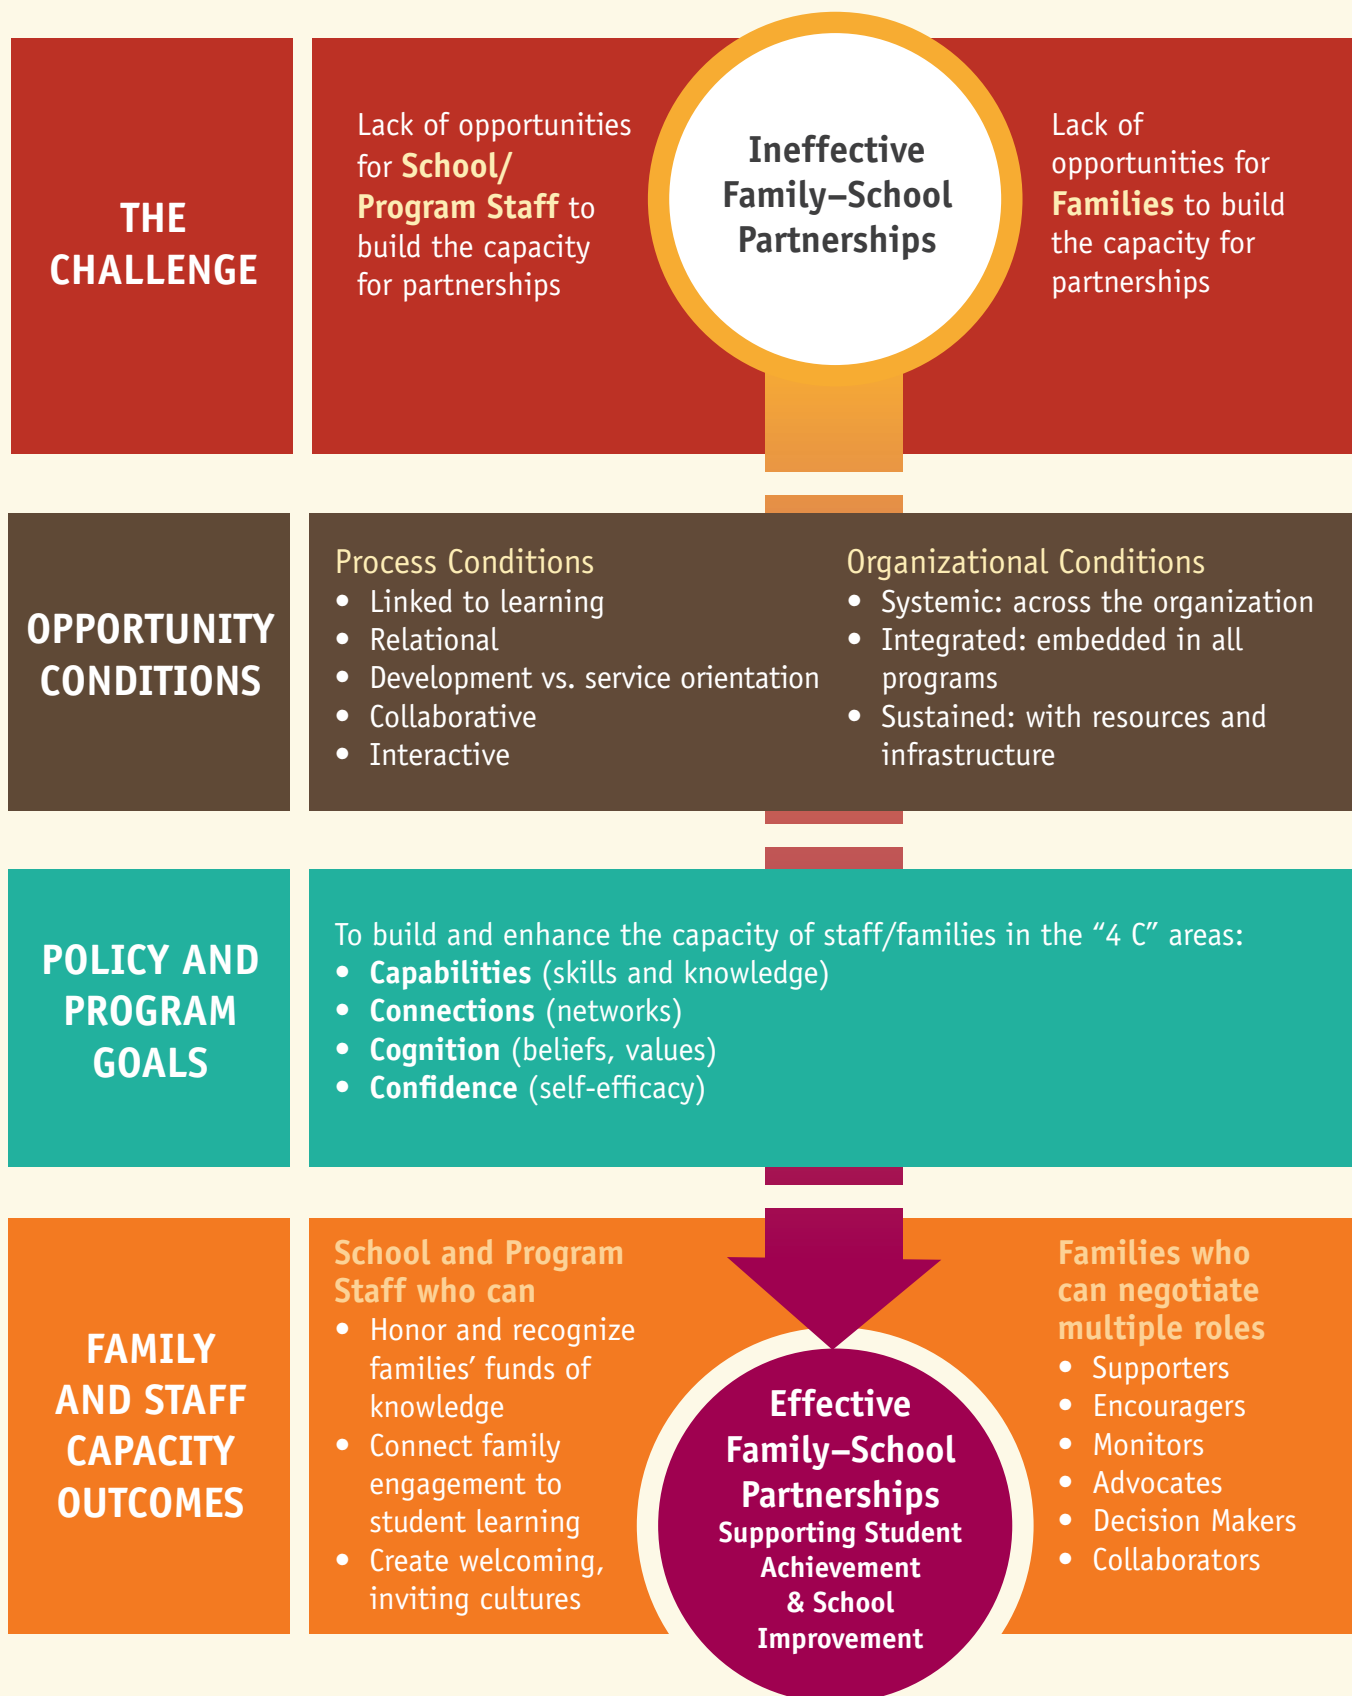 THE
CHALLENGE
Lack of opportunities
for School/
Program Staff to
build the capacity
for partnerships
Ineffective
Family–School
Partnerships
Lack of
opportunities for
Families to build
the capacity for
partnerships
OPPORTUNITY
CONDITIONS
Process Conditions
• Linked to learning
• Relational
• Development vs. service orientation
• Collaborative
• Interactive
Organizational Conditions
• Systemic: across the organization
• Integrated: embedded in all
programs
• Sustained: with resources and
infrastructure
POLICY AND
PROGRAM
GOALS
To build and enhance the capacity of staff/families in the “4 C” areas:
• Capabilities (skills and knowledge)
• Connections (networks)
• Cognition (beliefs, values)
• Confidence (self-efficacy)
FAMILY
AND STAFF
CAPACITY
OUTCOMES
School and Program
Staff who can
• Honor and recognize
families’ funds of
knowledge
• Connect family
engagement to
student learning
• Create welcoming,
inviting cultures
Effective
Family–School
Partnerships
Supporting Student
Achievement
& School
Improvement
Families who
can negotiate
multiple roles
• Supporters
• Encouragers
• Monitors
• Advocates
• Decision Makers
• Collaborators